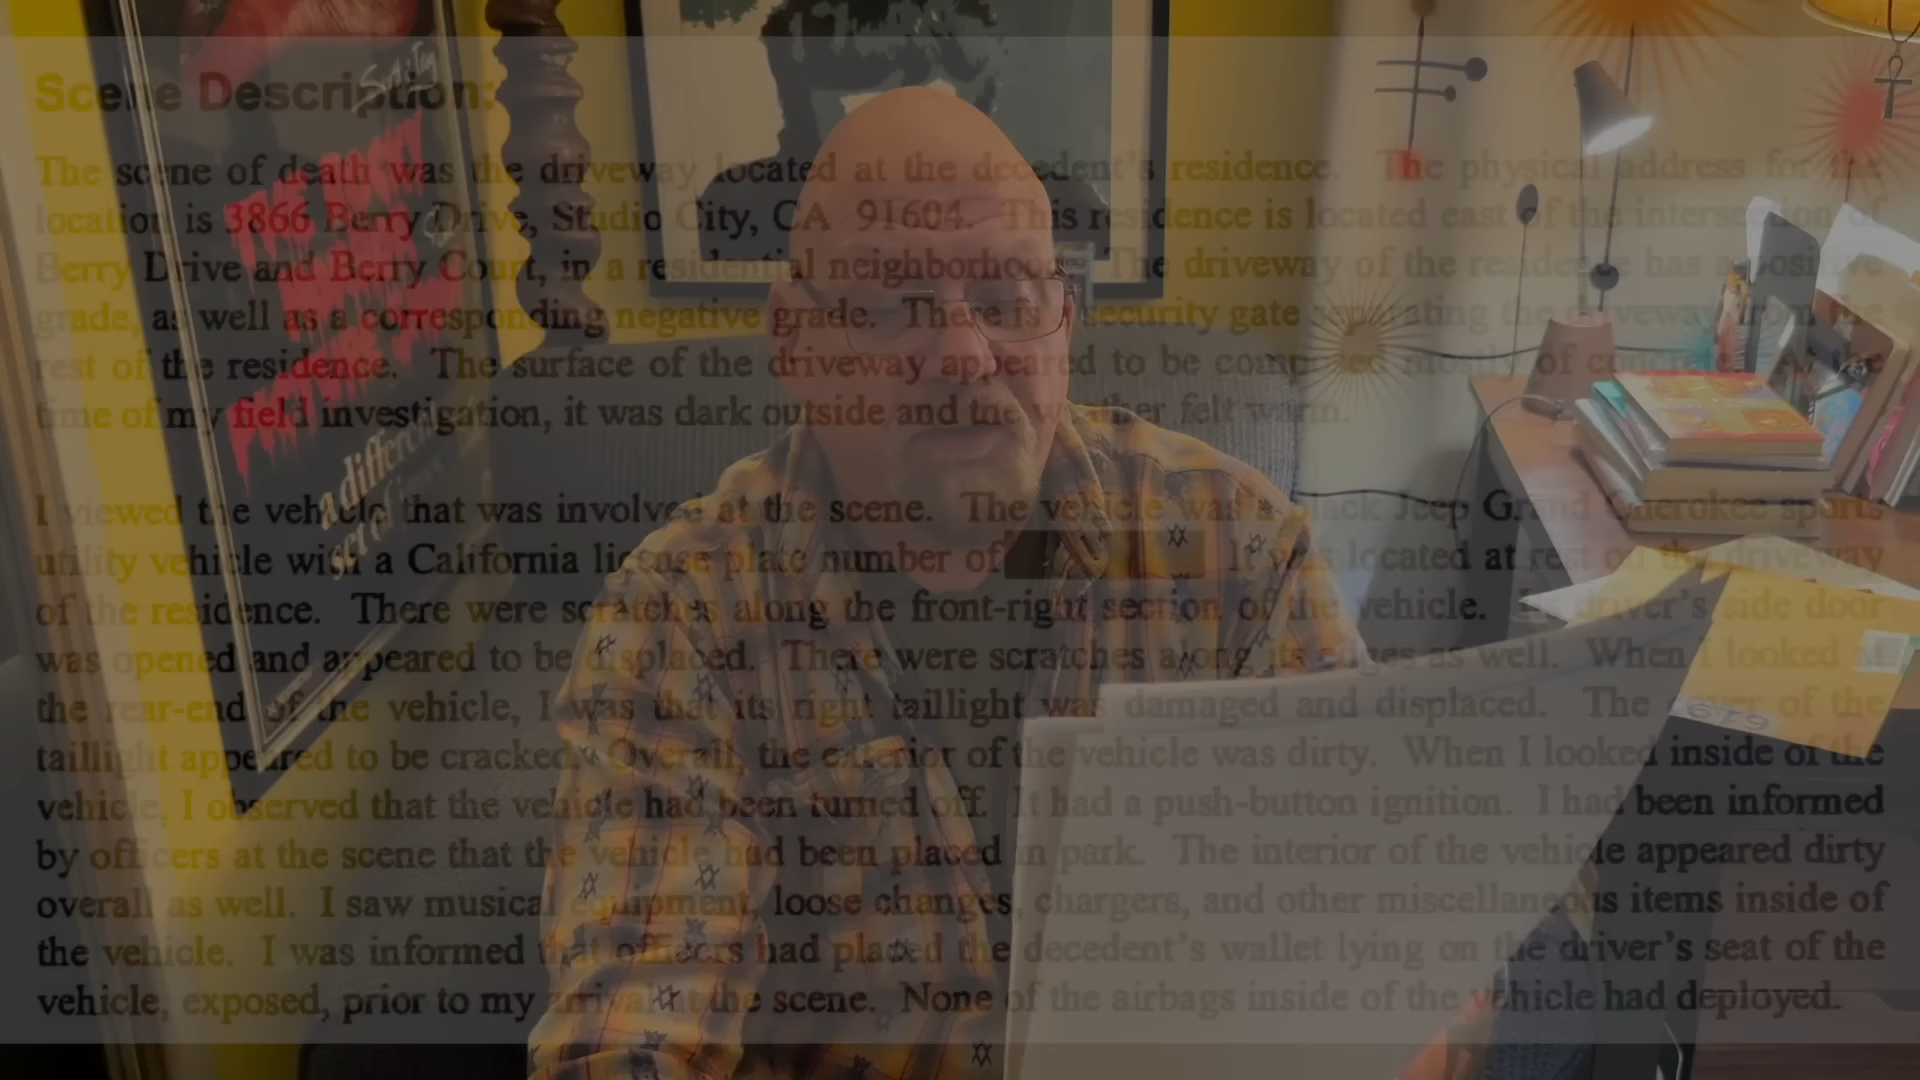 Scene Description:
The scene of death was the driveway located at the decedent's residence. The physical address for the
location is 3866 Berry Drive, Studio City, CA 91604. This residence is located east of the intersection of
Berry Drive and Berry Court, in a residential neighborhood. The driveway of the residence has a positive
grade, as well as a corresponding negative grade. There is security gate separating the driveway from the
rest of the residence. The surface of the driveway appeared to be comprised mostly of concrete. At the
time of my field investigation, it was dark outside and the weather felt warm.
I viewed the vehicle that was involved at the scene. The vehicle was a black Jeep Grand Cherokee sports
utility vehicle with a California license plate number of It was located at rest on the driveway
of the residence. There were scratches along the front-right section of the vehicle. driver's side door
was opened and appeared to be displaced. There were scratches along its edges as well. When I looked at
the rear-end of the vehicle, I was that its right taillight was damaged and displaced. The cover of the
taillight appeared to be cracked. Overall, the exterior of the vehicle was dirty. When I looked inside of the
vehicle, I observed that the vehicle had been turned off. It had a push-button ignition. I had been informed
by officers at the scene that the vehicle had been placed in park. The interior of the vehicle appeared dirty
overall as well. I saw musical equipment, loose changes, chargers, and other miscellaneous items inside of
the vehicle. I was informed that officers had placed the decedent's wallet lying on the driver's seat of the
vehicle, exposed, prior to my arrival at the scene. None of the airbags inside of the vehicle had deployed.
a different
set of jaws